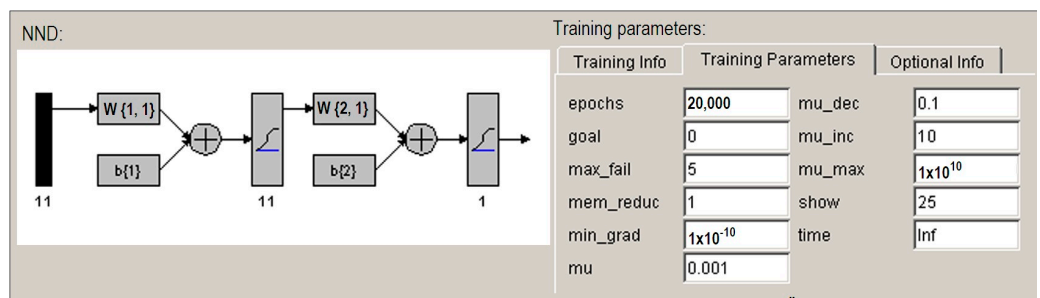 NND:
W {1, 1}
W {2, 1}
b{1}
b{2}
11
11
1
Training parameters:
Training Info
Training Parameters
Optional Info
epochs 20,000 mu_dec 0.1
goal 0 mu_inc 10
max_fail 5 mu_max 1x10¹⁰
mem_reduc 1 show 25
min_grad 1x10⁻¹⁰ time Inf
mu 0.001